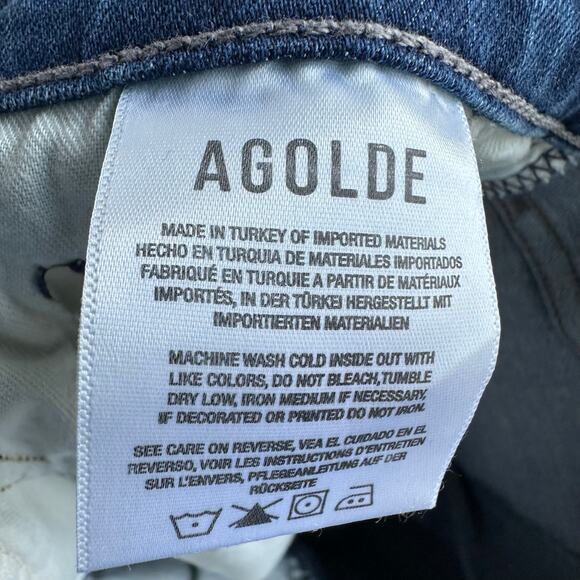 AGOLDE
MADE IN TURKEY OF IMPORTED MATERIALS
HECHO EN TURQUIA DE MATERIALES IMPORTADOS
FABRIQUÉ EN TURQUIE A PARTIR DE MATÉRIAUX
IMPORTÉS, IN DER TÜRKEI HERGESTELLT MIT
IMPORTIERTEN MATERIALIEN
MACHINE WASH COLD INSIDE OUT WITH
LIKE COLORS, DO NOT BLEACH,TUMBLE
DRY LOW, IRON MEDIUM IF NECESSARY,
IF DECORATED OR PRINTED DO NOT IRON.
SEE CARE ON REVERSE, VEA EL CUIDADO EN EL
REVERSO, VOIR LES INSTRUCTIONS D'ENTRETIEN
SUR L'ENVERS, PFLEGEANLEITUNG AUF DER
RÜCKSEITE